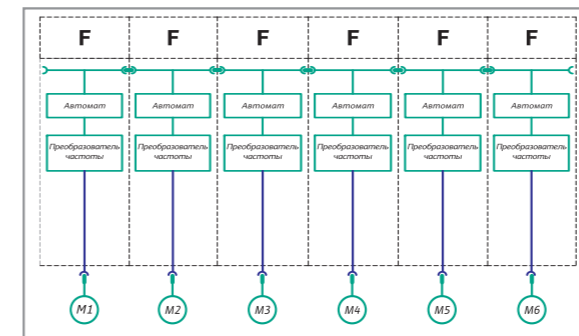 F F F F F F
Автомат Автомат Автомат Автомат Автомат Автомат
Преобразователь Преобразователь Преобразователь Преобразователь Преобразователь Преобразователь
частоты частоты частоты частоты частоты частоты
M1 M2 M3 M4 M5 M6